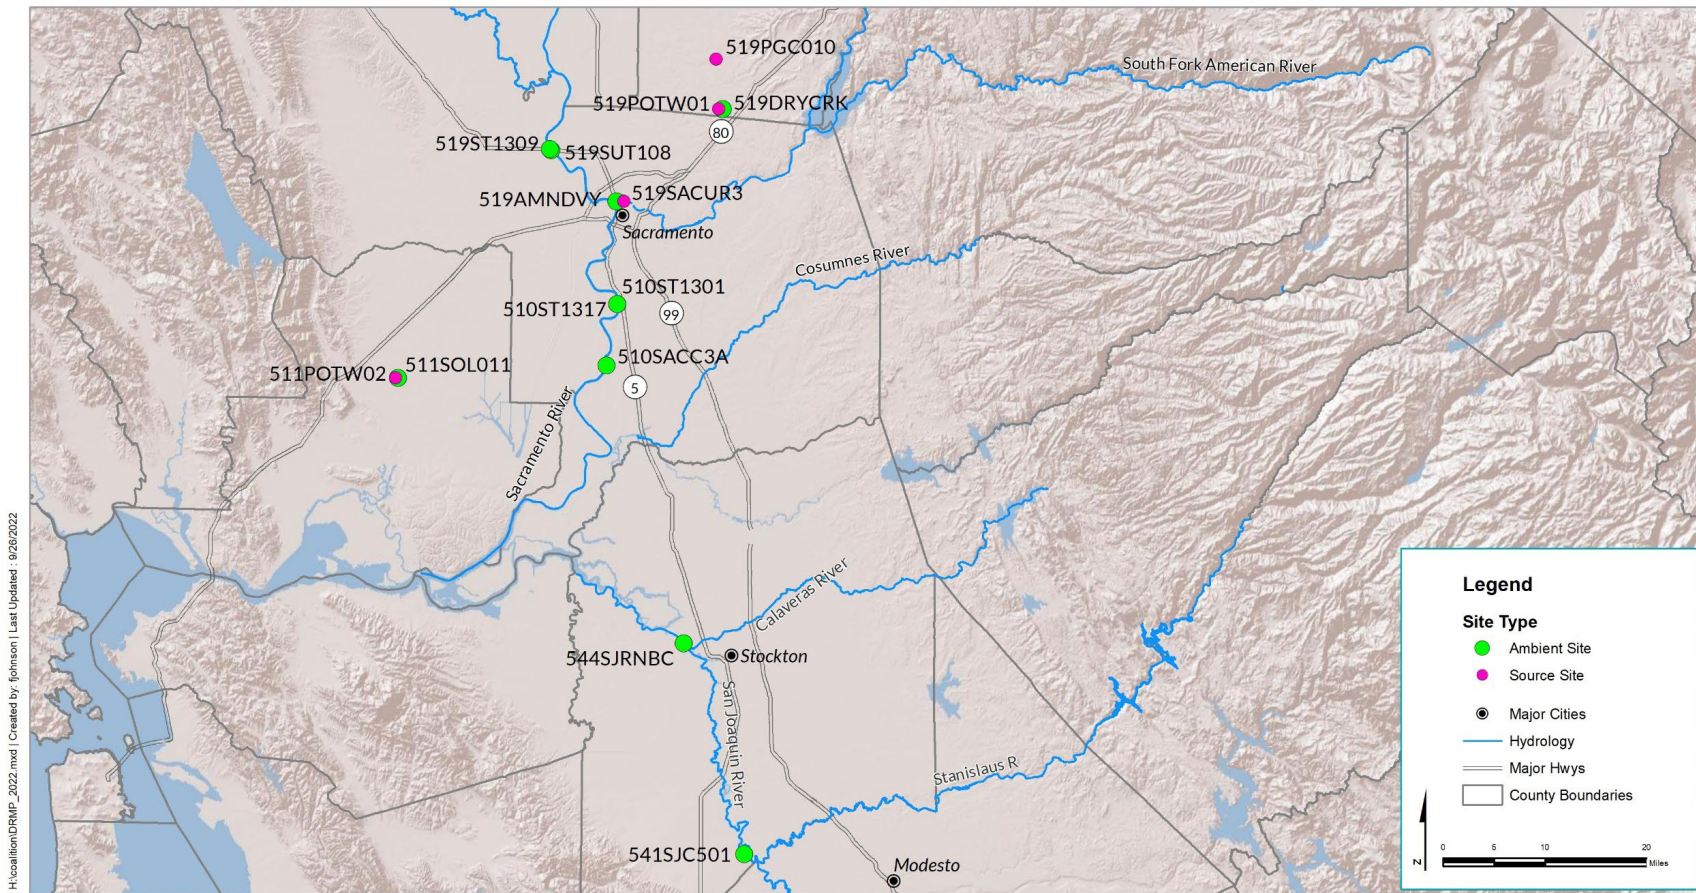 519PGC010
South Fork American River
519POTW01
519DRYCRK
80
519ST1309
519SUT108
519AMNDVY
519SACUR3
Sacramento
Cosumnes River
510ST1301
510ST1317
99
510SACC3A
511POTW02
511SOL011
5
Sacramento River
Calaveras River
544SJRNBC
Stockton
San Joaquin River
Stanislaus R
541SJC501
Modesto
H:\coalition\DRMP_2022.mxd | Created by: fjohnson | Last Updated : 9/26/2022
Legend
Site Type
Ambient Site
Source Site
Major Cities
Hydrology
Major Hwys
County Boundaries
N
0 5 10 20
Miles